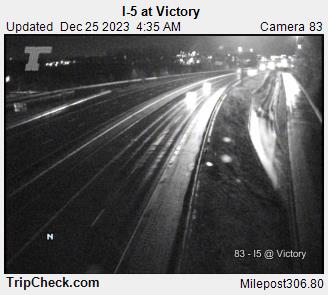 I-5 at Victory
Updated Dec 25 2023 4:35 AM Camera 83
N
83 - I5 @ Victory
TripCheck.com Milepost306.80